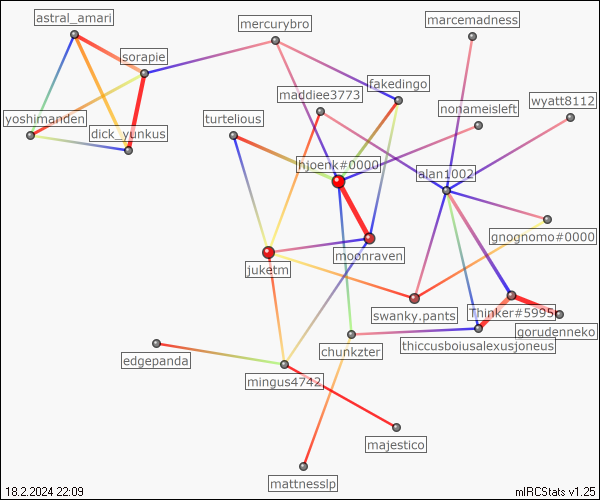 marcemadness
astral_amari
mercurybro
sorapie
fakedingo
maddiee3773
wyatt8112
nonameisleft
yoshimanden
turtelious
dick_yunkus
hjoenk#0000
alan1002
gnognomo#0000
moonraven
juketm
swanky.pants
Thinker#5995
gorudenneko
thiccusboiusalexusjoneus
chunkzter
edgepanda
mingus4742
majestico
mattnesslp
18.2.2024 22:09
mIRCStats v1.25